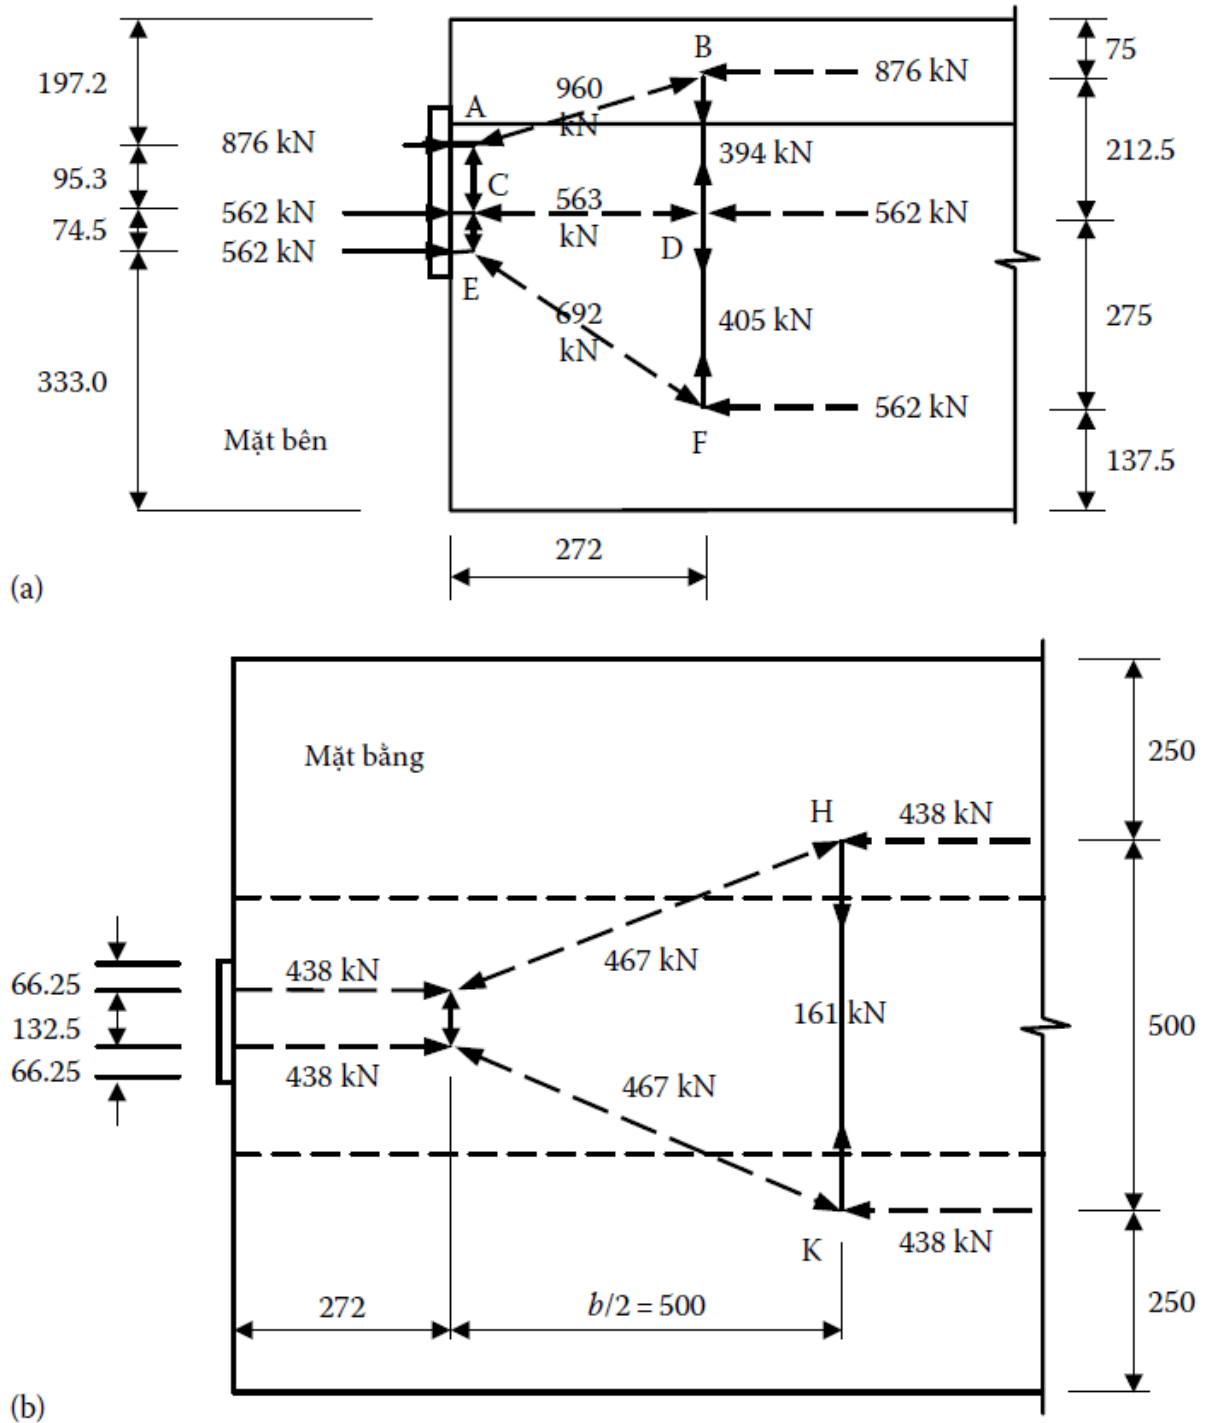 B
75
197.2
960
kN
876 kN
A
876 kN
394 kN
212.5
95.3
C
562 kN
563
kN
562 kN
74.5
562 kN
D
E
692
kN
405 kN
275
333.0
562 kN
Mặt bên
F
137.5
272
(a)
Mặt bằng
250
H
438 kN
66.25
438 kN
467 kN
132.5
161 kN
500
66.25
438 kN
467 kN
K
438 kN
272
b/2 = 500
250
(b)